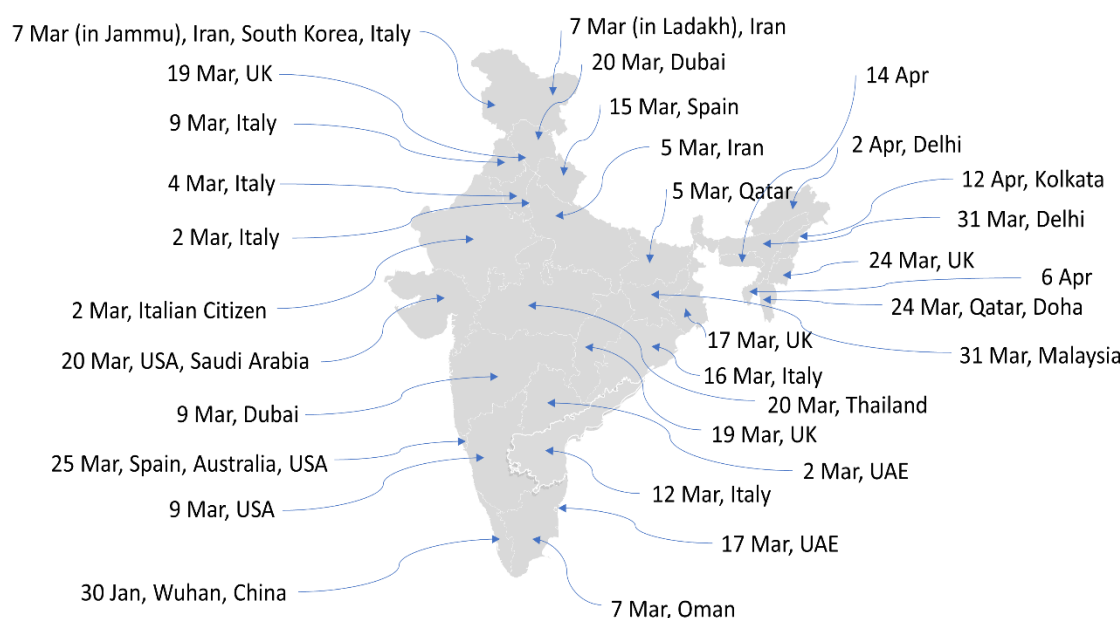 7 Mar (in Jammu), Iran, South Korea, Italy
7 Mar (in Ladakh), Iran
19 Mar, UK
20 Mar, Dubai
14 Apr
9 Mar, Italy
15 Mar, Spain
5 Mar, Iran
2 Apr, Delhi
4 Mar, Italy
5 Mar, Qatar
12 Apr, Kolkata
31 Mar, Delhi
2 Mar, Italy
24 Mar, UK
6 Apr
2 Mar, Italian Citizen
24 Mar, Qatar, Doha
17 Mar, UK
31 Mar, Malaysia
20 Mar, USA, Saudi Arabia
16 Mar, Italy
20 Mar, Thailand
9 Mar, Dubai
19 Mar, UK
25 Mar, Spain, Australia, USA
2 Mar, UAE
12 Mar, Italy
9 Mar, USA
17 Mar, UAE
30 Jan, Wuhan, China
7 Mar, Oman